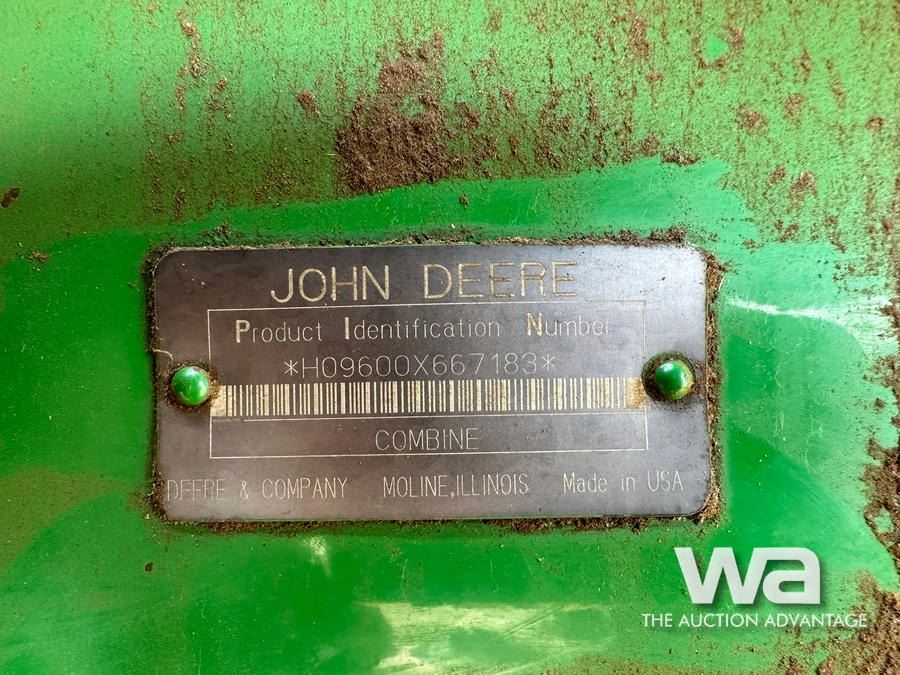 JOHN DEERE
Product Identification Number
*H09600X667183*
COMBINE
DEERE & COMPANY MOLINE,ILLINOIS Made in USA
wa
THE AUCTION ADVANTAGE